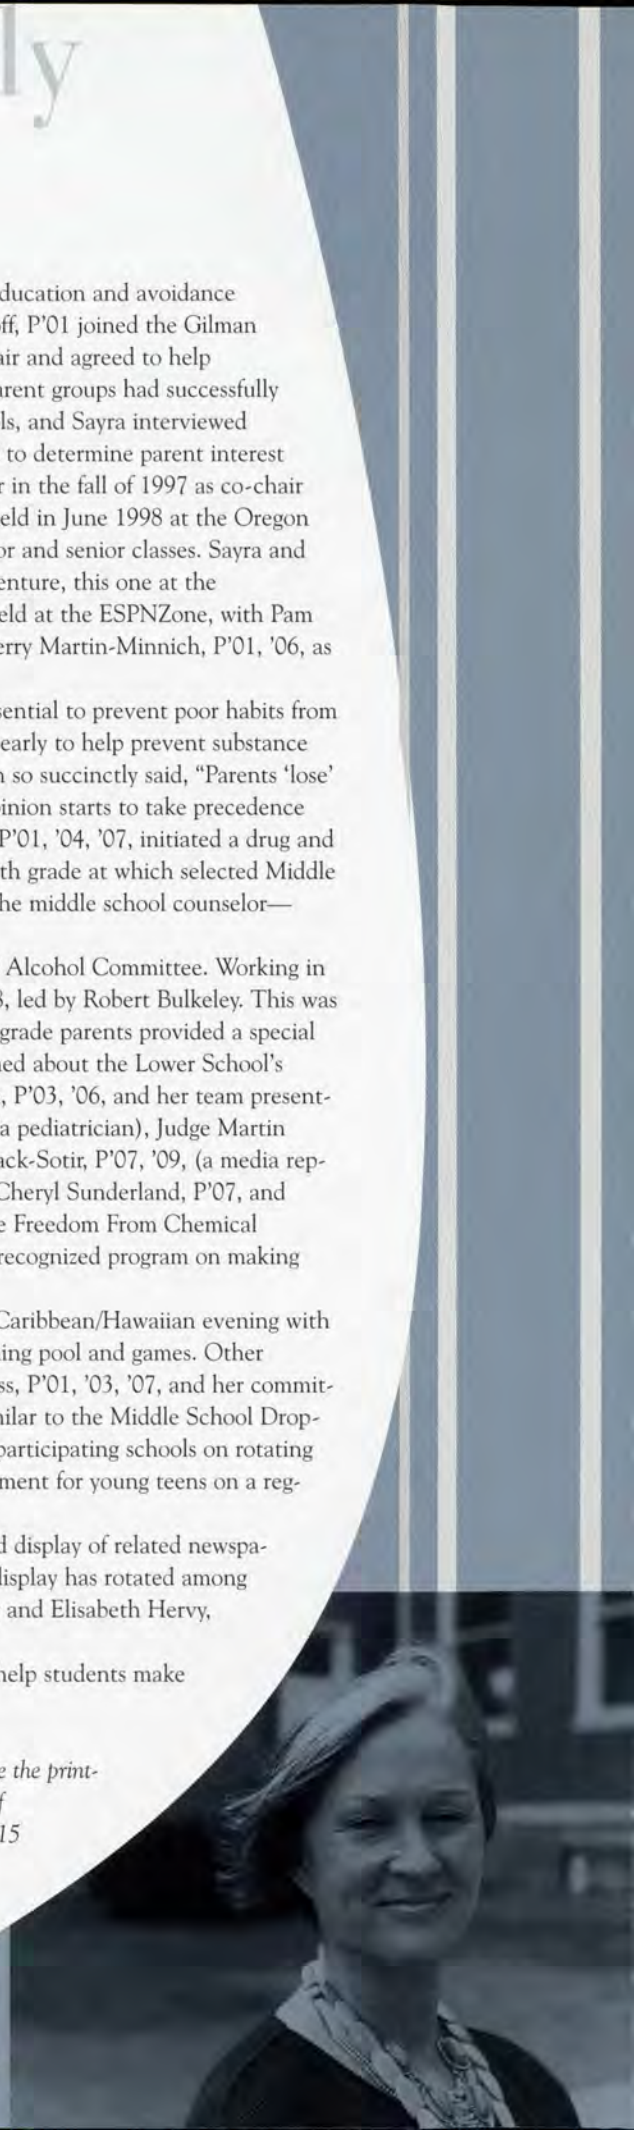 ly
ducation and avoidance
ff, P'01 joined the Gilman
air and agreed to help
arent groups had successfully
ls, and Sayra interviewed
to determine parent interest
r in the fall of 1997 as co-chair
eld in June 1998 at the Oregon
or and senior classes. Sayra and
enture, this one at the
eld at the ESPNZone, with Pam
erry Martin-Minnich, P'01, '06, as
sential to prevent poor habits from
early to help prevent substance
n so succinctly said, “Parents ‘lose’
pinion starts to take precedence
P'01, '04, '07, initiated a drug and
th grade at which selected Middle
he middle school counselor—
Alcohol Committee. Working in
8, led by Robert Bulkeley. This was
grade parents provided a special
ned about the Lower School's
, P'03, '06, and her team present-
a pediatrician), Judge Martin
ack-Sotir, P'07, '09, (a media rep-
Cheryl Sunderland, P'07, and
e Freedom From Chemical
recognized program on making
Caribbean/Hawaiian evening with
ing pool and games. Other
ss, P'01, '03, '07, and her commit-
nilar to the Middle School Drop-
participating schools on rotating
ment for young teens on a reg-
d display of related newspa-
display has rotated among
and Elisabeth Hervy,
help students make
e the print-
f
15